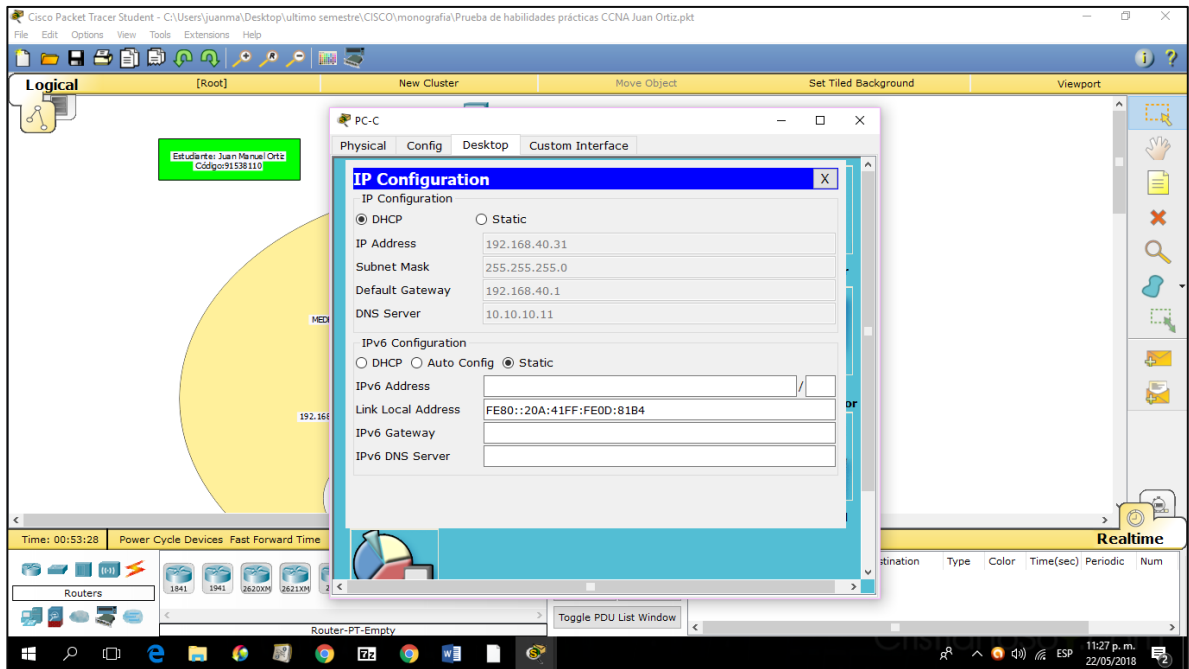 Cisco Packet Tracer Student - C:\Users\juanma\Desktop\ultimo semestre\CISCO\monografia\Prueba de habilidades prácticas CCNA Juan Ortiz.pkt
File Edit Options View Tools Extensions Help
Logical [Root] New Cluster Move Object Set Tiled Background Viewport
Estudiante: Juan Manuel Ortiz
Código:91538110
PC-C
Physical Config Desktop Custom Interface
IP Configuration X
IP Configuration
DHCP Static
IP Address 192.168.40.31
Subnet Mask 255.255.255.0
Default Gateway 192.168.40.1
DNS Server 10.10.10.11
MED
IPv6 Configuration
DHCP Auto Config Static
IPv6 Address /
Link Local Address FE80::20A:41FF:FE0D:81B4
192.168
IPv6 Gateway
IPv6 DNS Server
or
Time: 00:53:28 Power Cycle Devices Fast Forward Time Realtime
stination Type Color Time(sec) Periodic Num
Routers
1841 1941 2620XM 2621XM 2
Toggle PDU List Window
Router-PT-Empty
ESP
11:27 p. m.
22/05/2018